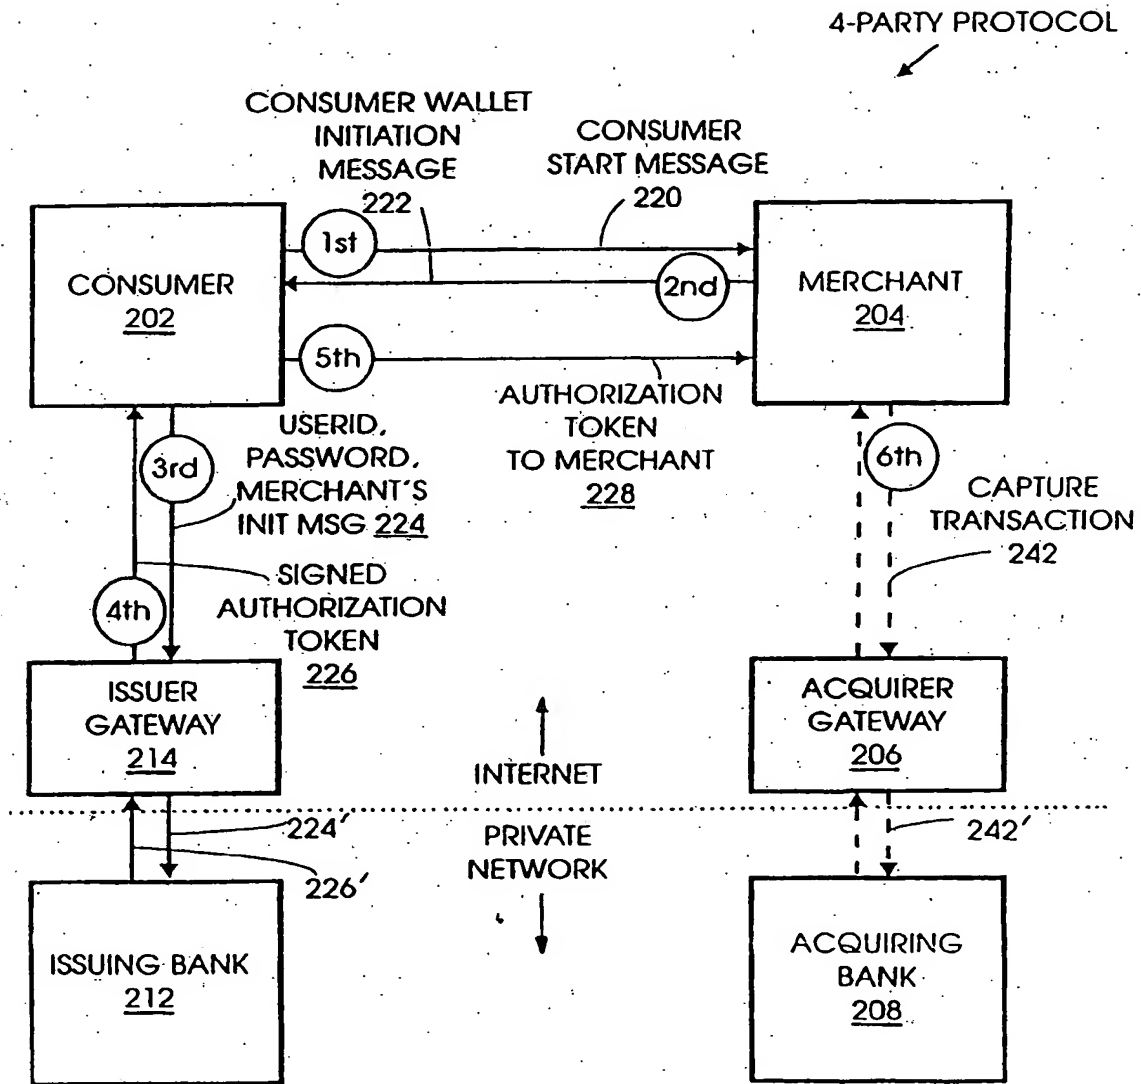 4-PARTY PROTOCOL
CONSUMER WALLET
INITIATION
MESSAGE
222
CONSUMER
START MESSAGE
220
1st
2nd
CONSUMER
202
MERCHANT
204
5th
AUTHORIZATION
TOKEN
TO MERCHANT
228
USERID,
PASSWORD,
MERCHANT'S
INIT MSG 224
3rd
6th
CAPTURE
TRANSACTION
242
4th
SIGNED
AUTHORIZATION
TOKEN
226
ISSUER
GATEWAY
214
ACQUIRER
GATEWAY
206
INTERNET
PRIVATE
NETWORK
224′
226′
242′
ISSUING BANK
212
ACQUIRING
BANK
208